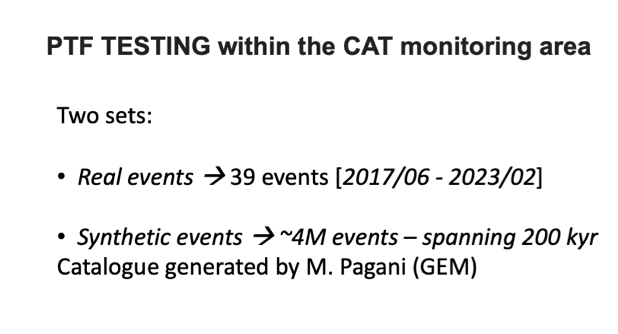 PTF TESTING within the CAT monitoring area
Two sets:
• Real events → 39 events [2017/06 - 2023/02]
• Synthetic events → ~4M events – spanning 200 kyr
Catalogue generated by M. Pagani (GEM)